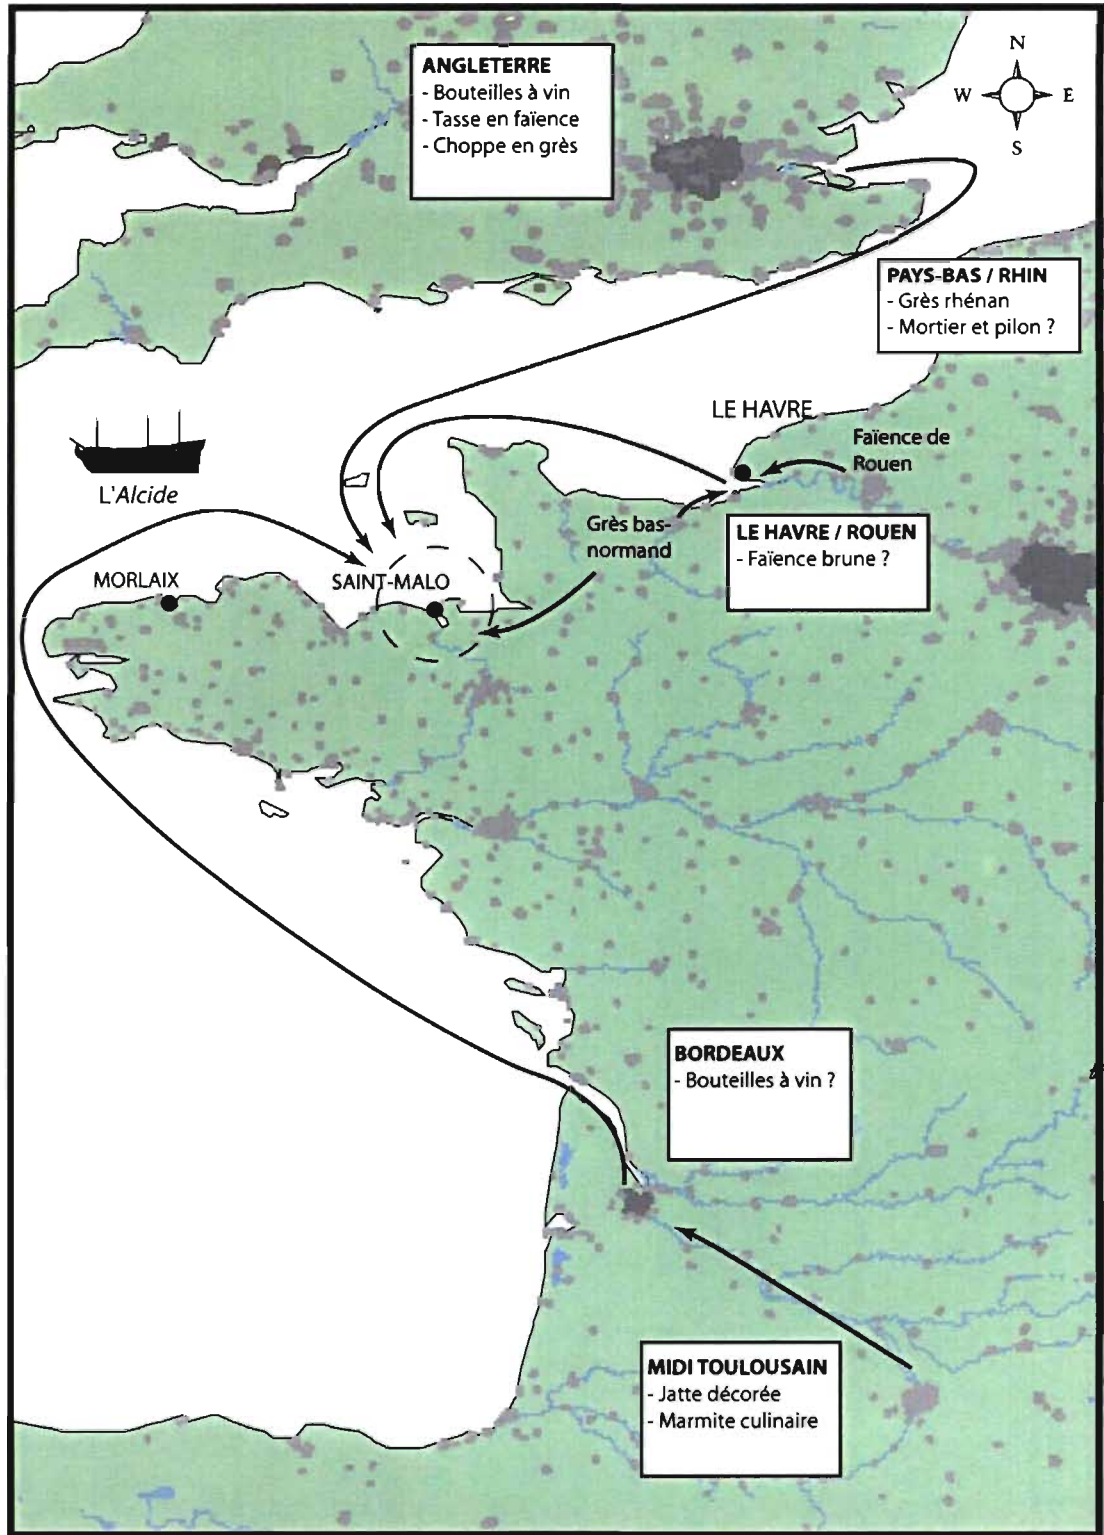 ANGLETERRE
- Bouteilles à vin
- Tasse en faïence
- Choppe en grès
N
W
E
S
PAYS-BAS / RHIN
- Grès rhénan
- Mortier et pilon ?
LE HAVRE
Faïence de
Rouen
L'Alcide
Grès bas-
normand
LE HAVRE / ROUEN
- Faïence brune ?
MORLAIX
SAINT-MALO
BORDEAUX
- Bouteilles à vin ?
MIDI TOULOUSAIN
- Jatte décorée
- Marmite culinaire